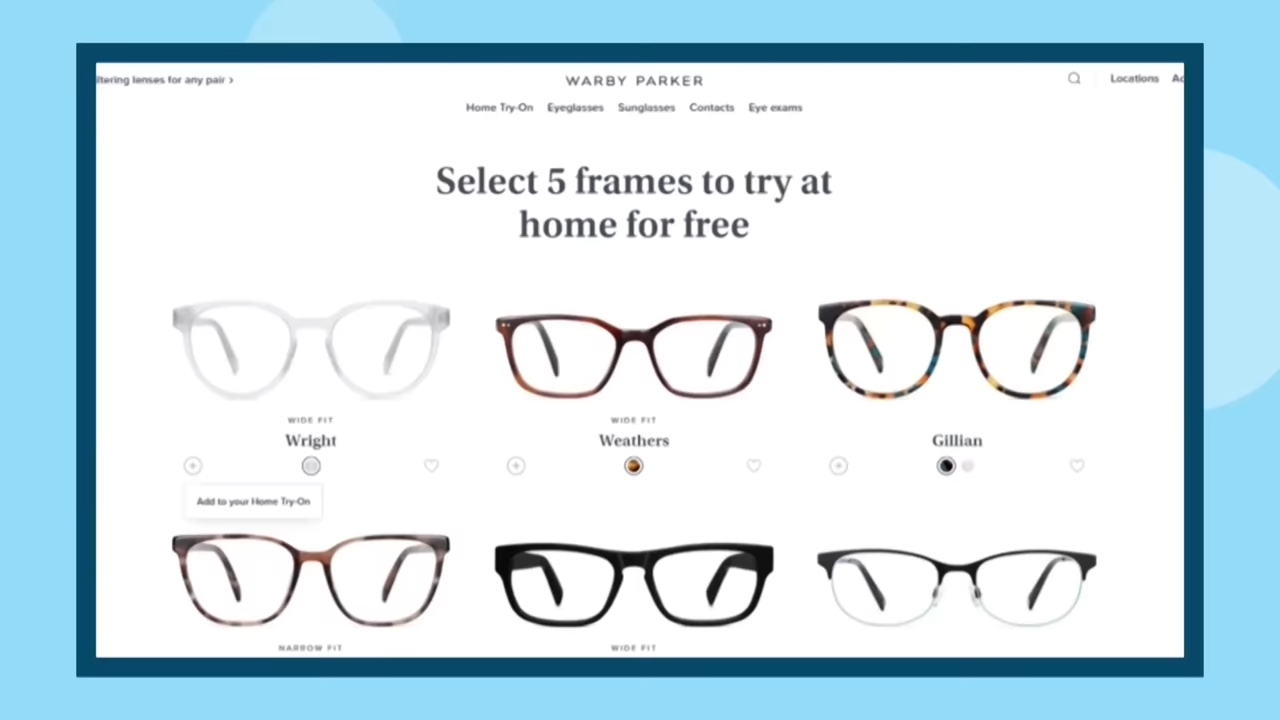 ltering lenses for any pair ›
WARBY PARKER
Locations
Home Try-On Eyeglasses Sunglasses Contacts Eye exams
Select 5 frames to try at
home for free
WIDE FIT
WIDE FIT
Wright
Weathers
Gillian
Add to your Home Try-On
NARROW FIT
WIDE FIT